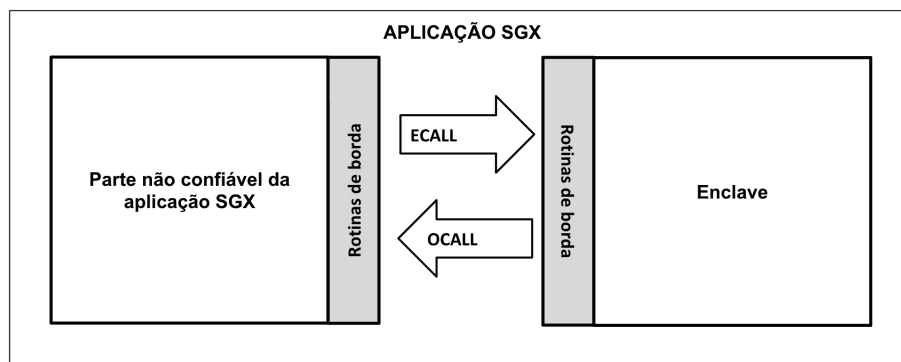 APLICAÇÃO SGX
Parte não confiável da
aplicação SGX
Rotinas de borda
ECALL
OCALL
Rotinas de borda
Enclave